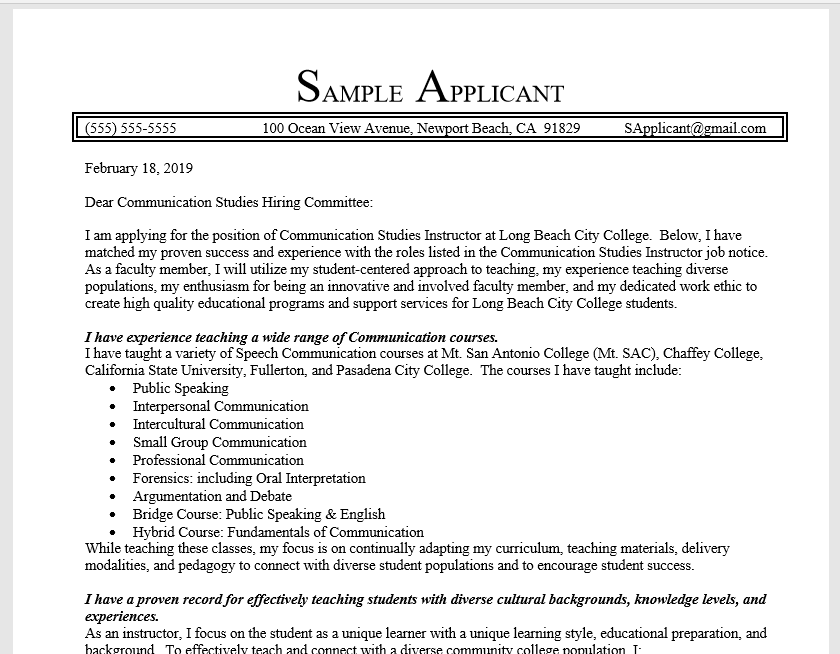 SAMPLE APPLICANT
(555) 555-5555 100 Ocean View Avenue, Newport Beach, CA 91829 SApplicant@gmail.com
February 18, 2019
Dear Communication Studies Hiring Committee:
I am applying for the position of Communication Studies Instructor at Long Beach City College. Below, I have
matched my proven success and experience with the roles listed in the Communication Studies Instructor job notice.
As a faculty member, I will utilize my student-centered approach to teaching, my experience teaching diverse
populations, my enthusiasm for being an innovative and involved faculty member, and my dedicated work ethic to
create high quality educational programs and support services for Long Beach City College students.
I have experience teaching a wide range of Communication courses.
I have taught a variety of Speech Communication courses at Mt. San Antonio College (Mt. SAC), Chaffey College,
California State University, Fullerton, and Pasadena City College. The courses I have taught include:
• Public Speaking
• Interpersonal Communication
• Intercultural Communication
• Small Group Communication
• Professional Communication
• Forensics: including Oral Interpretation
• Argumentation and Debate
• Bridge Course: Public Speaking & English
• Hybrid Course: Fundamentals of Communication
While teaching these classes, my focus is on continually adapting my curriculum, teaching materials, delivery
modalities, and pedagogy to connect with diverse student populations and to encourage student success.
I have a proven record for effectively teaching students with diverse cultural backgrounds, knowledge levels, and
experiences.
As an instructor, I focus on the student as a unique learner with a unique learning style, educational preparation, and
background. To effectively teach and connect with a diverse community college population, I: